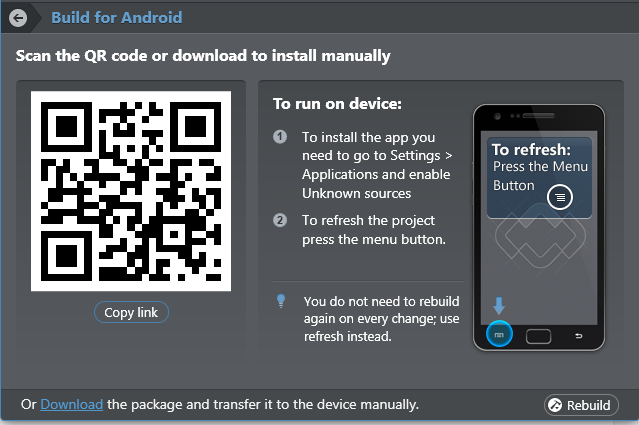 Build for Android
Scan the QR code or download to install manually
Copy link
To run on device:
1 To install the app you
need to go to Settings >
Applications and enable
Unknown sources
2 To refresh the project
press the menu button.
You do not need to rebuild
again on every change; use
refresh instead.
To refresh:
Press the Menu
Button
Or Download the package and transfer it to the device manually.
Rebuild